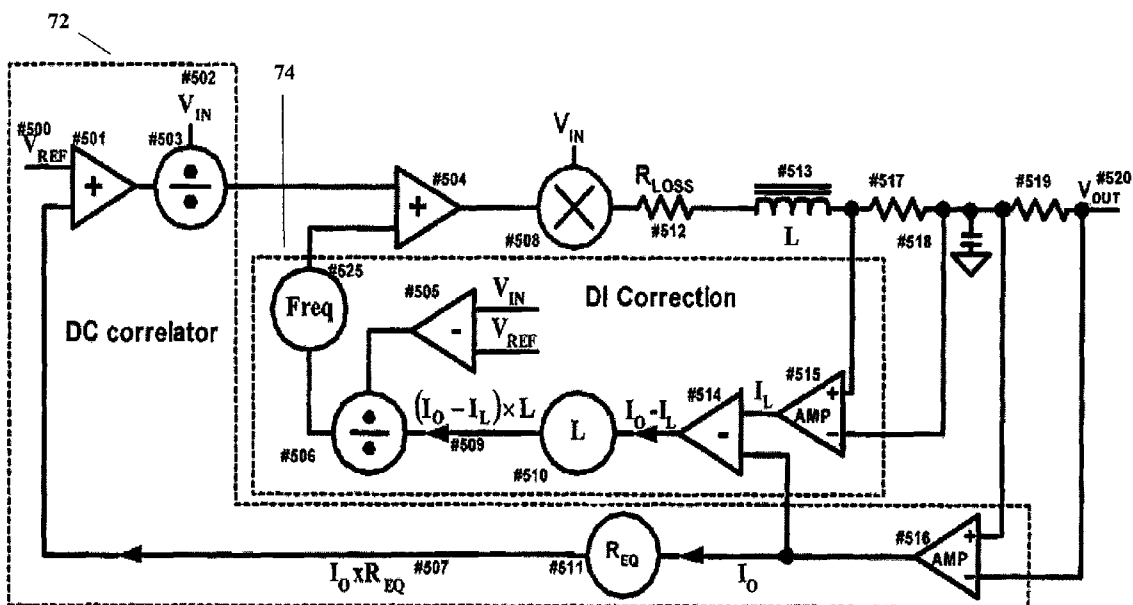 72
74
#502
V_IN
#500
V_REF
#501
#503
÷
+
+
#504
V_IN
#508
R_LOSS
#512
#513
L
#517
#518
#519
V_OUT
#520
#525
Freq
DC correlator
DI Correction
#505
-
V_IN
V_REF
#506
÷
(I_O – I_L) × L
#509
L
#510
I_O-I_L
#514
-
I_L
#515
+
AMP
–
I_O x R_EQ
#507
#511
R_EQ
I_O
#516
+
AMP
–